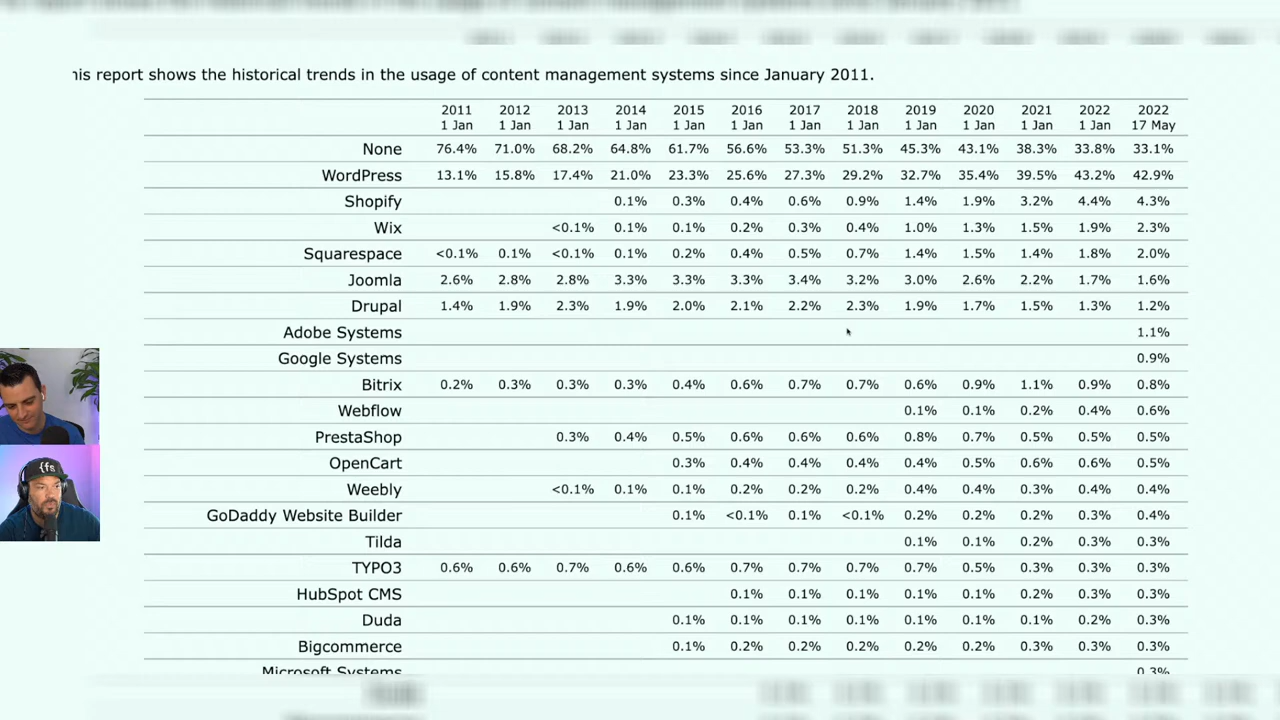 his report shows the historical trends in the usage of content management systems since January 2011.
2011 2012 2013 2014 2015 2016 2017 2018 2019 2020 2021 2022 2022
1 Jan 1 Jan 1 Jan 1 Jan 1 Jan 1 Jan 1 Jan 1 Jan 1 Jan 1 Jan 1 Jan 1 Jan 17 May
None 76.4% 71.0% 68.2% 64.8% 61.7% 56.6% 53.3% 51.3% 45.3% 43.1% 38.3% 33.8% 33.1%
WordPress 13.1% 15.8% 17.4% 21.0% 23.3% 25.6% 27.3% 29.2% 32.7% 35.4% 39.5% 43.2% 42.9%
Shopify 0.1% 0.3% 0.4% 0.6% 0.9% 1.4% 1.9% 3.2% 4.4% 4.3%
Wix <0.1% 0.1% 0.1% 0.2% 0.3% 0.4% 1.0% 1.3% 1.5% 1.9% 2.3%
Squarespace <0.1% 0.1% <0.1% 0.1% 0.2% 0.4% 0.5% 0.7% 1.4% 1.5% 1.4% 1.8% 2.0%
Joomla 2.6% 2.8% 2.8% 3.3% 3.3% 3.3% 3.4% 3.2% 3.0% 2.6% 2.2% 1.7% 1.6%
Drupal 1.4% 1.9% 2.3% 1.9% 2.0% 2.1% 2.2% 2.3% 1.9% 1.7% 1.5% 1.3% 1.2%
Adobe Systems 1.1%
Google Systems 0.9%
Bitrix 0.2% 0.3% 0.3% 0.3% 0.4% 0.6% 0.7% 0.7% 0.6% 0.9% 1.1% 0.9% 0.8%
Webflow 0.1% 0.1% 0.2% 0.4% 0.6%
PrestaShop 0.3% 0.4% 0.5% 0.6% 0.6% 0.6% 0.8% 0.7% 0.5% 0.5% 0.5%
OpenCart 0.3% 0.4% 0.4% 0.4% 0.4% 0.5% 0.6% 0.6% 0.5%
Weebly <0.1% 0.1% 0.1% 0.2% 0.2% 0.2% 0.4% 0.4% 0.3% 0.4% 0.4%
GoDaddy Website Builder 0.1% <0.1% 0.1% <0.1% 0.2% 0.2% 0.2% 0.3% 0.4%
Tilda 0.1% 0.1% 0.2% 0.3% 0.3%
TYPO3 0.6% 0.6% 0.7% 0.6% 0.6% 0.7% 0.7% 0.7% 0.7% 0.5% 0.3% 0.3% 0.3%
HubSpot CMS 0.1% 0.1% 0.1% 0.1% 0.1% 0.2% 0.3% 0.3%
Duda 0.1% 0.1% 0.1% 0.1% 0.1% 0.1% 0.1% 0.2% 0.3%
Bigcommerce 0.1% 0.2% 0.2% 0.2% 0.2% 0.2% 0.3% 0.3% 0.3%
Microsoft Systems 0.3%
{fs